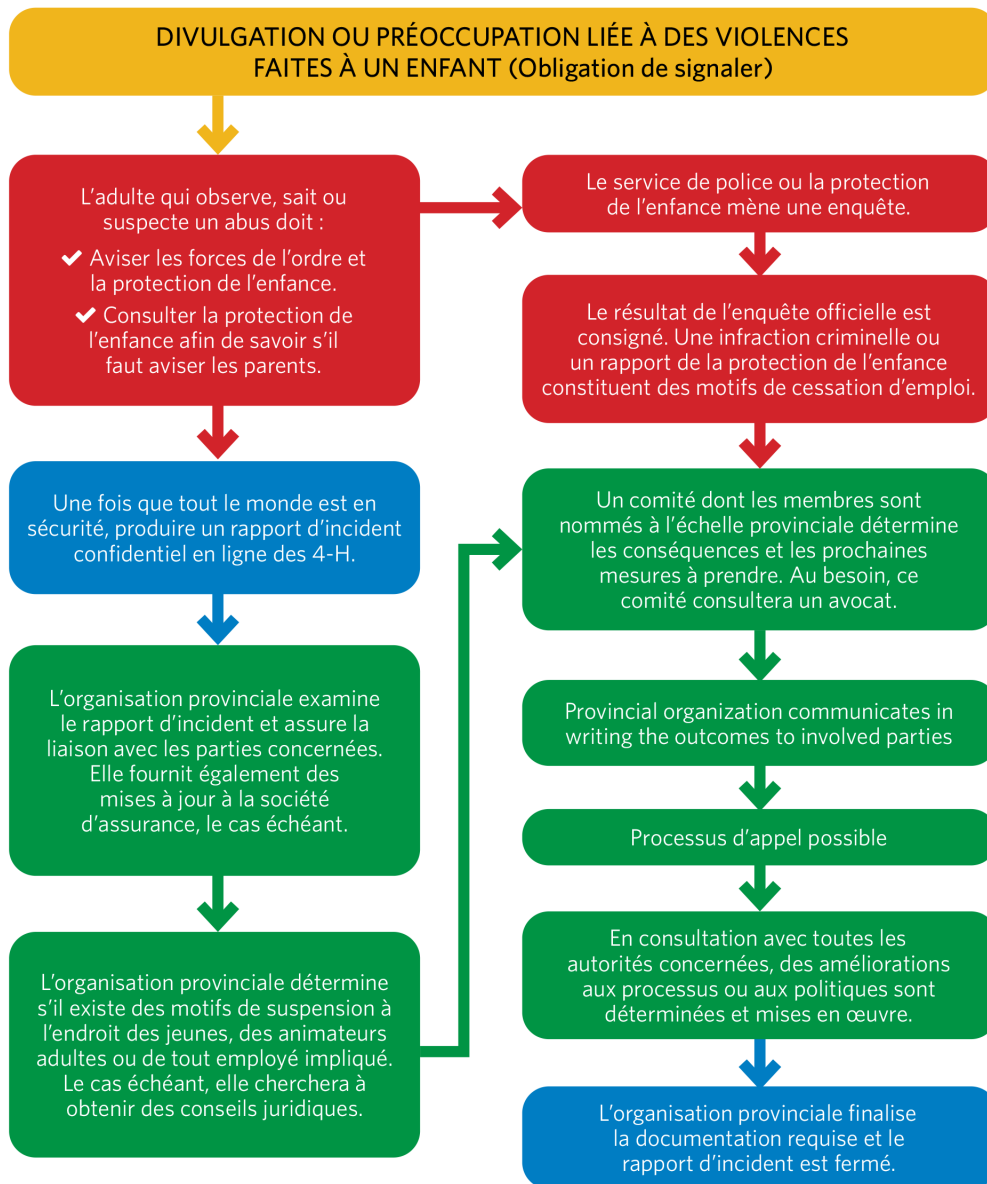 DIVULGATION OU PRÉOCCUPATION LIÉE À DES VIOLENCES
FAITES À UN ENFANT (Obligation de signaler)
L’adulte qui observe, sait ou
suspecte un abus doit :
✔ Aviser les forces de l’ordre et
la protection de l’enfance.
✔ Consulter la protection de
l’enfance afin de savoir s’il
faut aviser les parents.
Une fois que tout le monde est en
sécurité, produire un rapport d’incident
confidentiel en ligne des 4-H.
L’organisation provinciale examine
le rapport d’incident et assure la
liaison avec les parties concernées.
Elle fournit également des
mises à jour à la société
d’assurance, le cas échéant.
L’organisation provinciale détermine
s’il existe des motifs de suspension à
l’endroit des jeunes, des animateurs
adultes ou de tout employé impliqué.
Le cas échéant, elle cherchera à
obtenir des conseils juridiques.
Le service de police ou la protection
de l’enfance mène une enquête.
Le résultat de l’enquête officielle est
consigné. Une infraction criminelle ou
un rapport de la protection de l’enfance
constituent des motifs de cessation d’emploi.
Un comité dont les membres sont
nommés à l’échelle provinciale détermine
les conséquences et les prochaines
mesures à prendre. Au besoin, ce
comité consultera un avocat.
Provincial organization communicates in
writing the outcomes to involved parties
Processus d’appel possible
En consultation avec toutes les
autorités concernées, des améliorations
aux processus ou aux politiques sont
déterminées et mises en œuvre.
L’organisation provinciale finalise
la documentation requise et le
rapport d’incident est fermé.